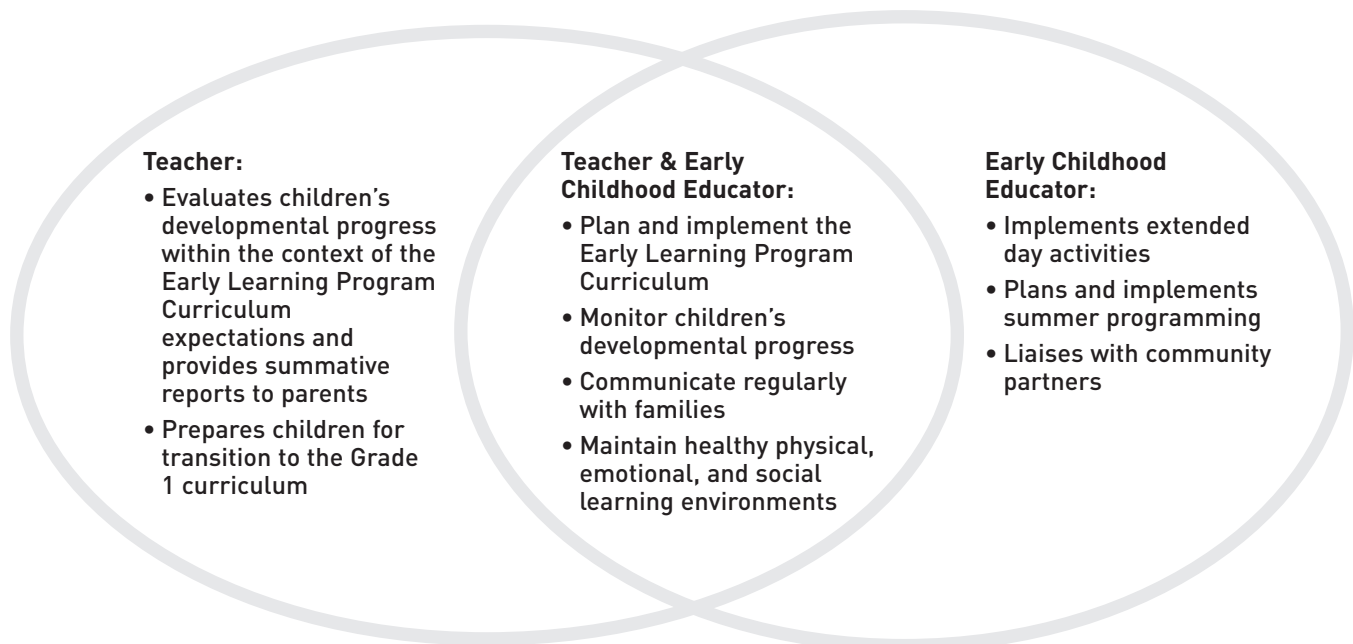 Teacher:
• Evaluates children’s
developmental progress
within the context of the
Early Learning Program
Curriculum
expectations and
provides summative
reports to parents
• Prepares children for
transition to the Grade
1 curriculum
Teacher & Early
Childhood Educator:
• Plan and implement the
Early Learning Program
Curriculum
• Monitor children’s
developmental progress
• Communicate regularly
with families
• Maintain healthy physical,
emotional, and social
learning environments
Early Childhood
Educator:
• Implements extended
day activities
• Plans and implements
summer programming
• Liaises with community
partners